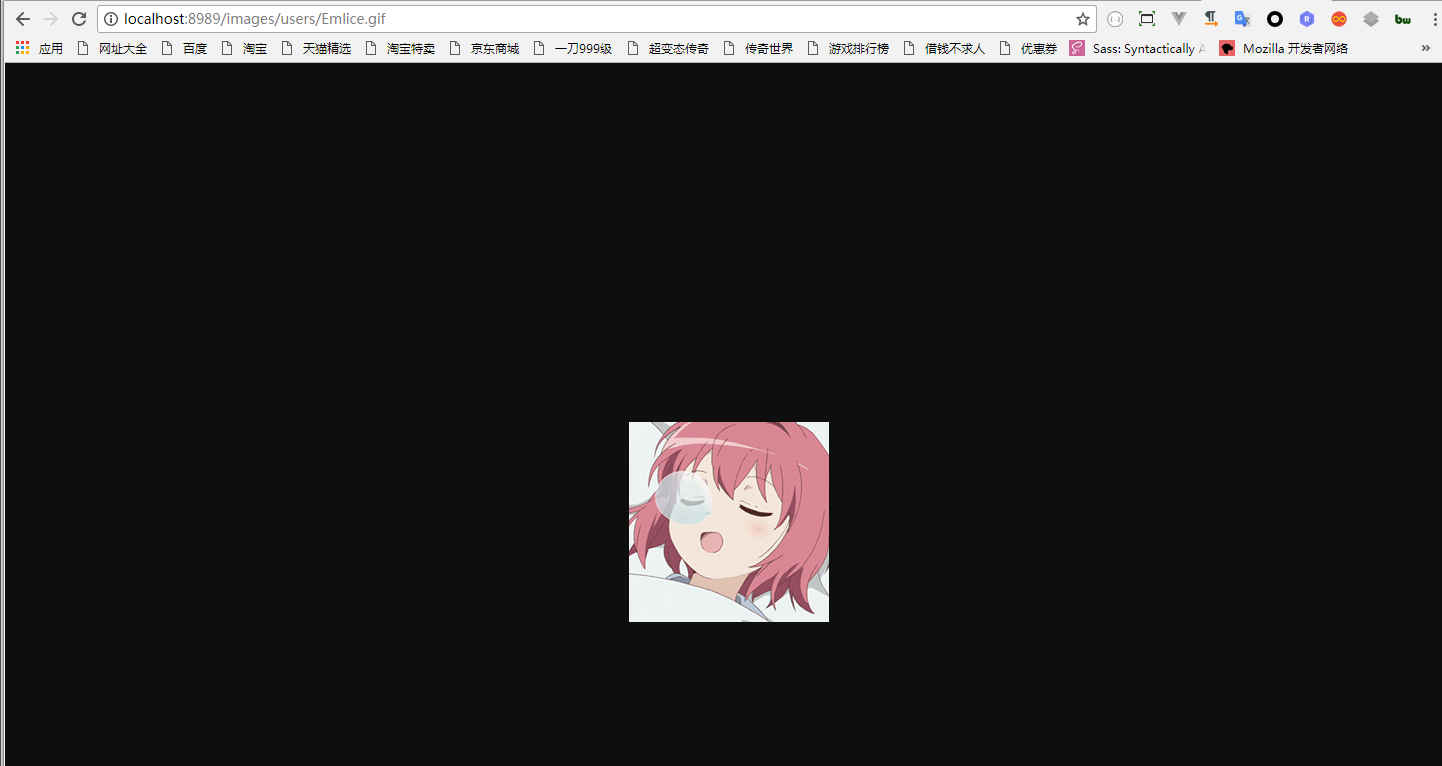 localhost:8989/images/users/Emlice.gif
应用 网址大全 百度 淘宝 天猫精选 淘宝特卖 京东商城 一刀999级 超变态传奇 传奇世界 游戏排行榜 借钱不求人 优惠券 Sass: Syntactically A Mozilla 开发者网络 »